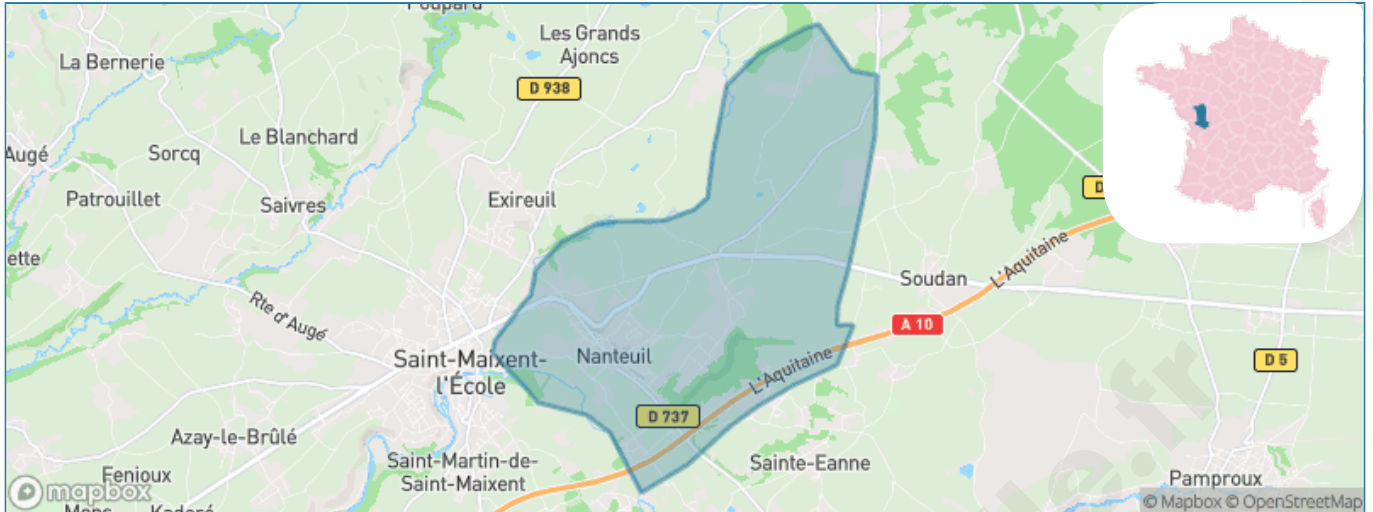 Les Grands
Ajoncs
La Bernerie
D 938
Le Blanchard
Augé
Sorcq
Patrouillet
Saivres
Exireuil
D
ette
L'Aquitaine
Soudan
Rte d'Augé
A 10
Saint-Maixent-
l'École
Nanteuil
L'Aquitaine
D 5
D 737
Azay-le-Brûlé
Saint-Martin-de-
Saint-Maixent
Sainte-Eanne
Fenioux
Pamproux
mapbox
© Mapbox © OpenStreetMap